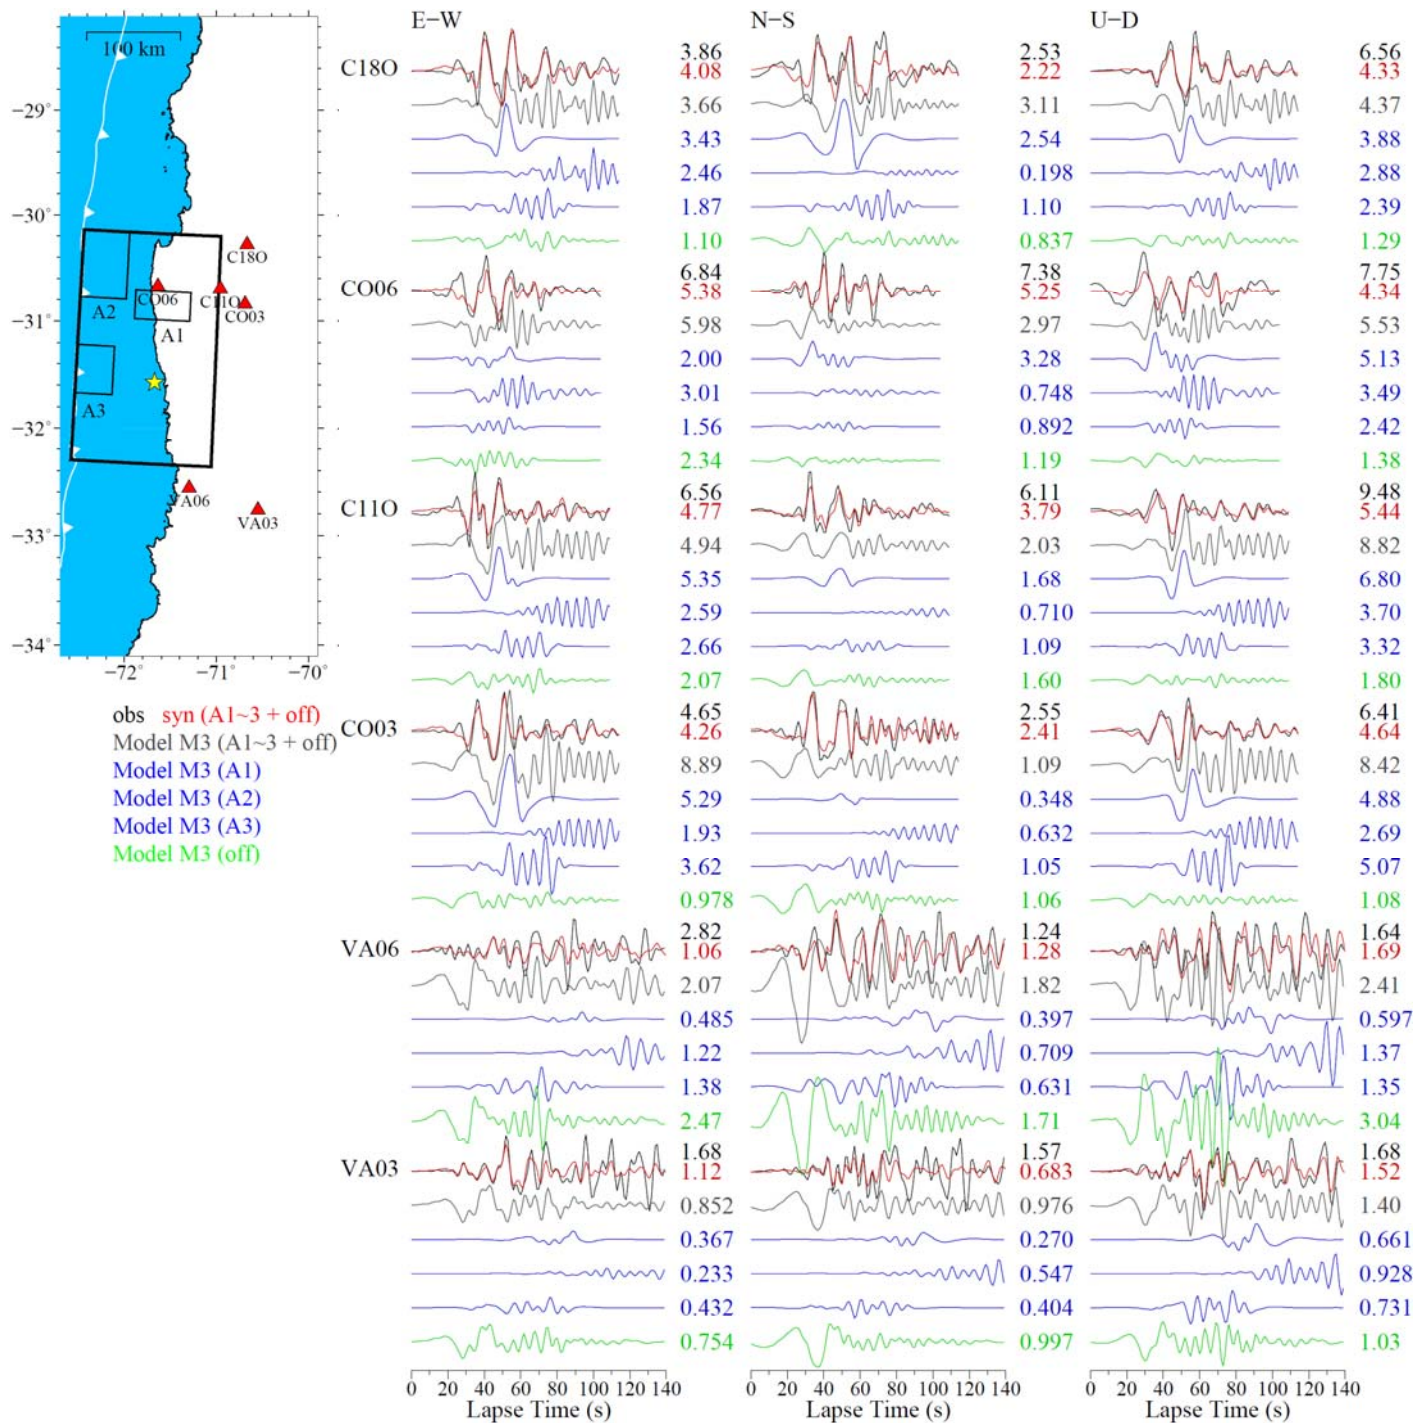 E−W N−S U−D
100 km
−29°
−30°
−31°
−32°
−33°
−34°
−72° −71° −70°
C18O
CO06
C11O
CO03
A2
A1
A3
VA06
VA03
obs syn (A1~3 + off)
Model M3 (A1~3 + off)
Model M3 (A1)
Model M3 (A2)
Model M3 (A3)
Model M3 (off)
C18O
3.86 2.53 6.56
4.08 2.22 4.33
3.66 3.11 4.37
3.43 2.54 3.88
2.46 0.198 2.88
1.87 1.10 2.39
1.10 0.837 1.29
CO06
6.84 7.38 7.75
5.38 5.25 4.34
5.98 2.97 5.53
2.00 3.28 5.13
3.01 0.748 3.49
1.56 0.892 2.42
2.34 1.19 1.38
C11O
6.56 6.11 9.48
4.77 3.79 5.44
4.94 2.03 8.82
5.35 1.68 6.80
2.59 0.710 3.70
2.66 1.09 3.32
2.07 1.60 1.80
CO03
4.65 2.55 6.41
4.26 2.41 4.64
8.89 1.09 8.42
5.29 0.348 4.88
1.93 0.632 2.69
3.62 1.05 5.07
0.978 1.06 1.08
VA06
2.82 1.24 1.64
1.06 1.28 1.69
2.07 1.82 2.41
0.485 0.397 0.597
1.22 0.709 1.37
1.38 0.631 1.35
2.47 1.71 3.04
VA03
1.68 1.57 1.68
1.12 0.683 1.52
0.852 0.976 1.40
0.367 0.270 0.661
0.233 0.547 0.928
0.432 0.404 0.731
0.754 0.997 1.03
0 20 40 60 80 100 120 140 0 20 40 60 80 100 120 140 0 20 40 60 80 100 120 140
Lapse Time (s) Lapse Time (s) Lapse Time (s)